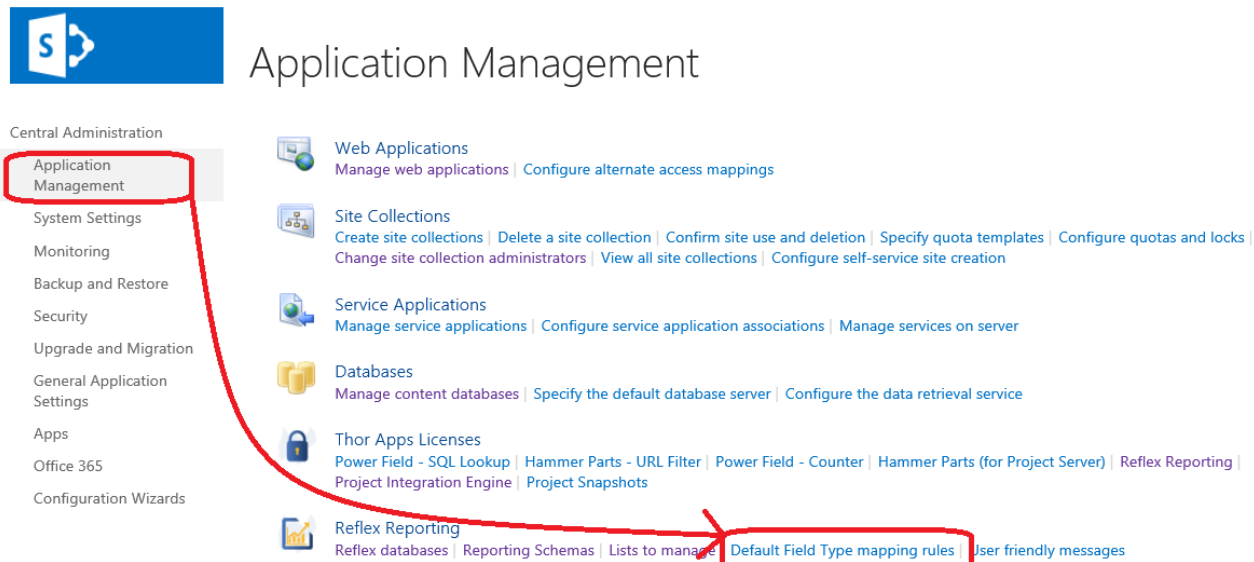 S
Application Management
Central Administration
Application
Management
System Settings
Monitoring
Backup and Restore
Security
Upgrade and Migration
General Application
Settings
Apps
Office 365
Configuration Wizards
Web Applications
Manage web applications | Configure alternate access mappings
Site Collections
Create site collections | Delete a site collection | Confirm site use and deletion | Specify quota templates | Configure quotas and locks |
Change site collection administrators | View all site collections | Configure self-service site creation
Service Applications
Manage service applications | Configure service application associations | Manage services on server
Databases
Manage content databases | Specify the default database server | Configure the data retrieval service
Thor Apps Licenses
Power Field - SQL Lookup | Hammer Parts - URL Filter | Power Field - Counter | Hammer Parts (for Project Server) | Reflex Reporting |
Project Integration Engine | Project Snapshots
Reflex Reporting
Reflex databases | Reporting Schemas | Lists to manage | Default Field Type mapping rules | User friendly messages